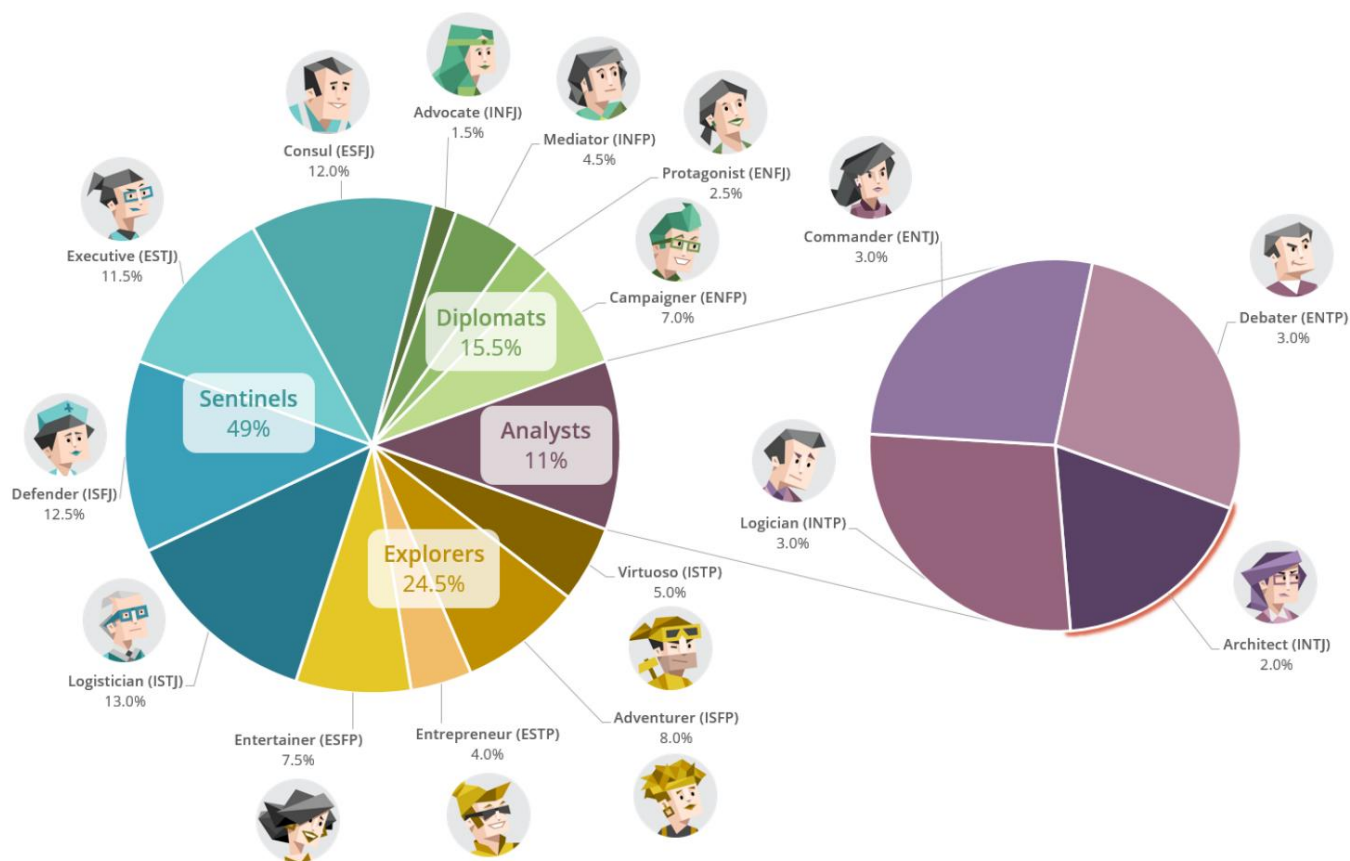 Advocate (INFJ)
1.5%
Mediator (INFP)
4.5%
Consul (ESFJ)
12.0%
Protagonist (ENFJ)
2.5%
Executive (ESTJ)
11.5%
Campaigner (ENFP)
7.0%
Commander (ENTJ)
3.0%
Debater (ENTP)
3.0%
Diplomats
15.5%
Sentinels
49%
Analysts
11%
Defender (ISFJ)
12.5%
Logician (INTP)
3.0%
Explorers
24.5%
Virtuoso (ISTP)
5.0%
Architect (INTJ)
2.0%
Logistician (ISTJ)
13.0%
Adventurer (ISFP)
8.0%
Entertainer (ESFP)
7.5%
Entrepreneur (ESTP)
4.0%